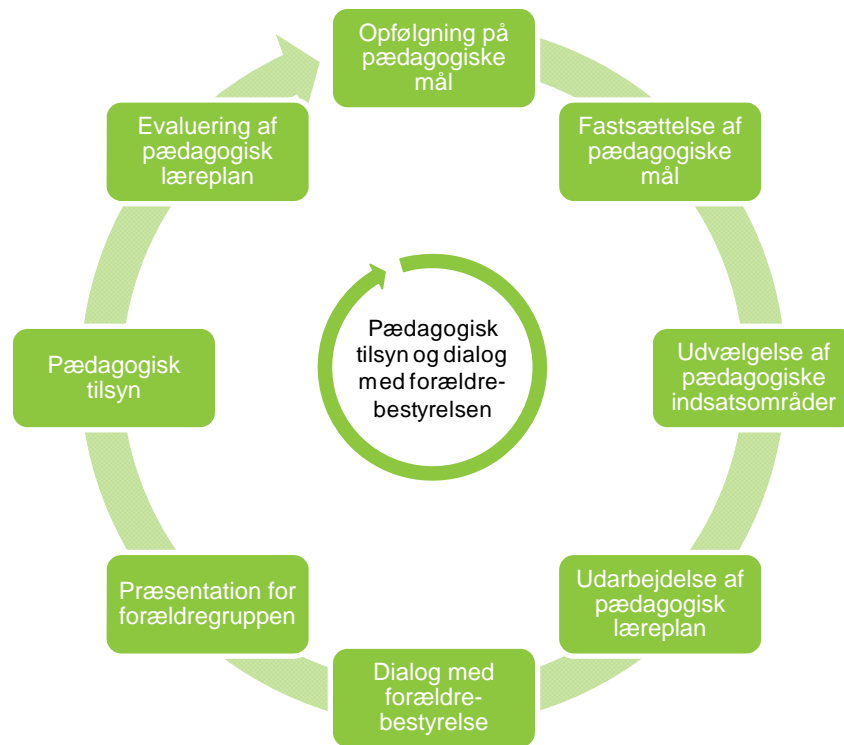 Opfølgning på
pædagogiske
mål
Fastsættelse af
pædagogiske
mål
Udvælgelse af
pædagogiske
indsatsområder
Udarbejdelse af
pædagogisk
læreplan
Dialog med
forældre-
bestyrelse
Præsentation for
forældregruppen
Pædagogisk
tilsyn
Evaluering af
pædagogisk
læreplan
Pædagogisk
tilsyn og dialog
med forældre-
bestyrelsen